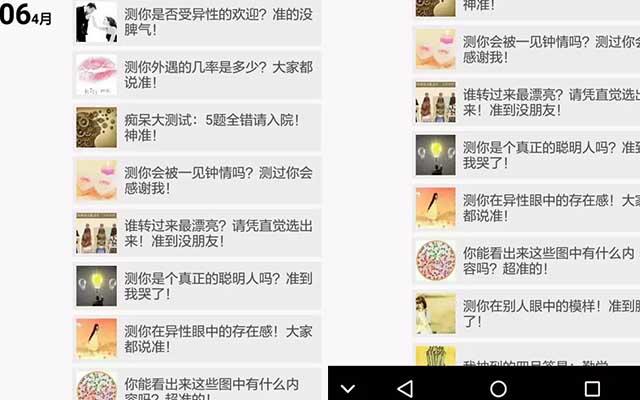 06 4月
测你是否受异性的欢迎？准的没
脾气！
测你外遇的几率是多少？大家都
说准！
痴呆大测试：5题全错请入院！
神准！
测你会被一见钟情吗？测过你会
感谢我！
谁转过来最漂亮？请凭直觉选出
来！准到没朋友！
测你是个真正的聪明人吗？准到
我哭了！
测你在异性眼中的存在感！大家
都说准！
你能看出来这些图中有什么内
容吗？超准的！
神准！
测你会被一见钟情吗？测过你
感谢我！
谁转过来最漂亮？请凭直觉选
来！准到没朋友！
测你是个真正的聪明人吗？准
我哭了！
测你在异性眼中的存在感！大
都说准！
你能看出来这些图中有什么内
容吗？超准的！
测你在别人眼中的模样！准到
了！
我抽到的四月签是：勤学